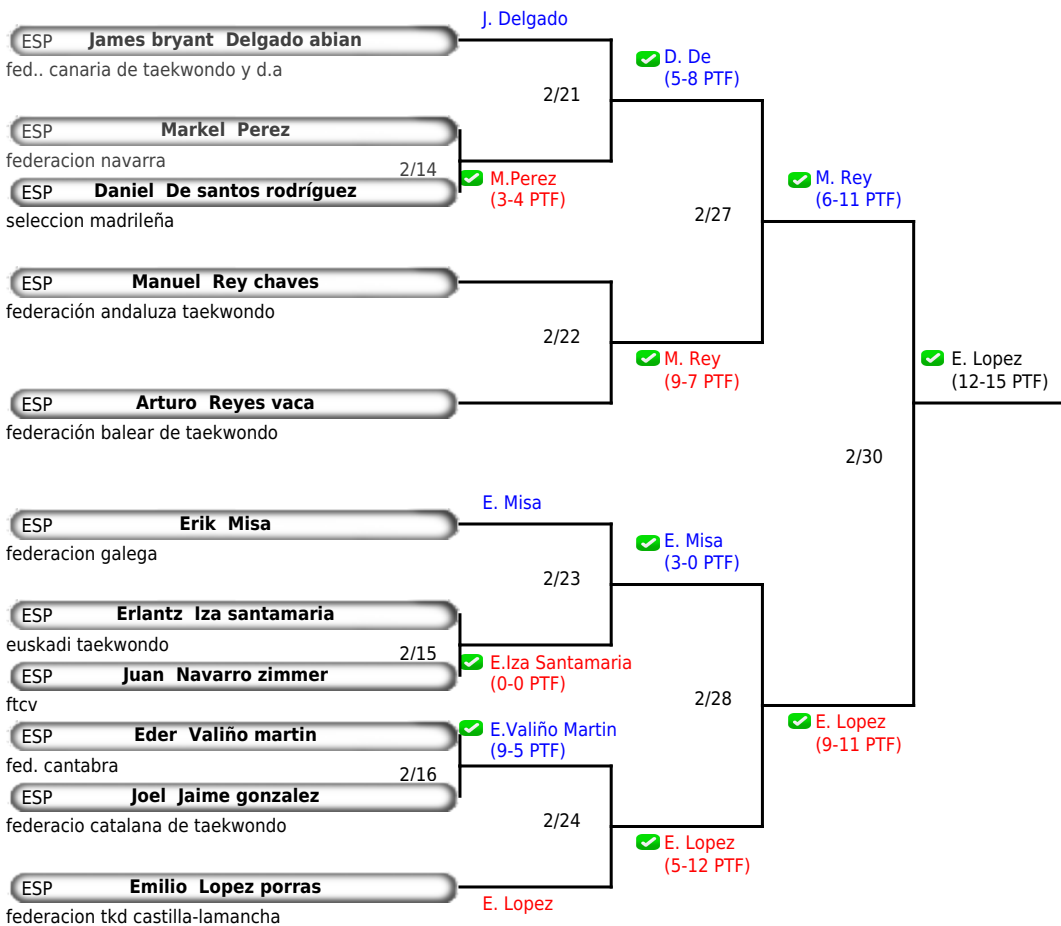 J. Delgado
ESP James bryant Delgado abian
fed.. canaria de taekwondo y d.a
D. De
(5-8 PTF)
2/21
ESP Markel Perez
federacion navarra
2/14
M.Perez
(3-4 PTF)
M. Rey
(6-11 PTF)
ESP Daniel De santos rodríguez
seleccion madrileña
2/27
ESP Manuel Rey chaves
federación andaluza taekwondo
2/22
M. Rey
(9-7 PTF)
E. Lopez
(12-15 PTF)
ESP Arturo Reyes vaca
federación balear de taekwondo
2/30
E. Misa
ESP Erik Misa
federacion galega
E. Misa
(3-0 PTF)
2/23
ESP Erlantz Iza santamaria
euskadi taekwondo
2/15
E.Iza Santamaria
(0-0 PTF)
ESP Juan Navarro zimmer
ftcv
2/28
E.Valiño Martin
(9-5 PTF)
E. Lopez
(9-11 PTF)
ESP Eder Valiño martin
fed. cantabra
2/16
ESP Joel Jaime gonzalez
federacio catalana de taekwondo
2/24
E. Lopez
(5-12 PTF)
ESP Emilio Lopez porras
E. Lopez
federacion tkd castilla-lamancha